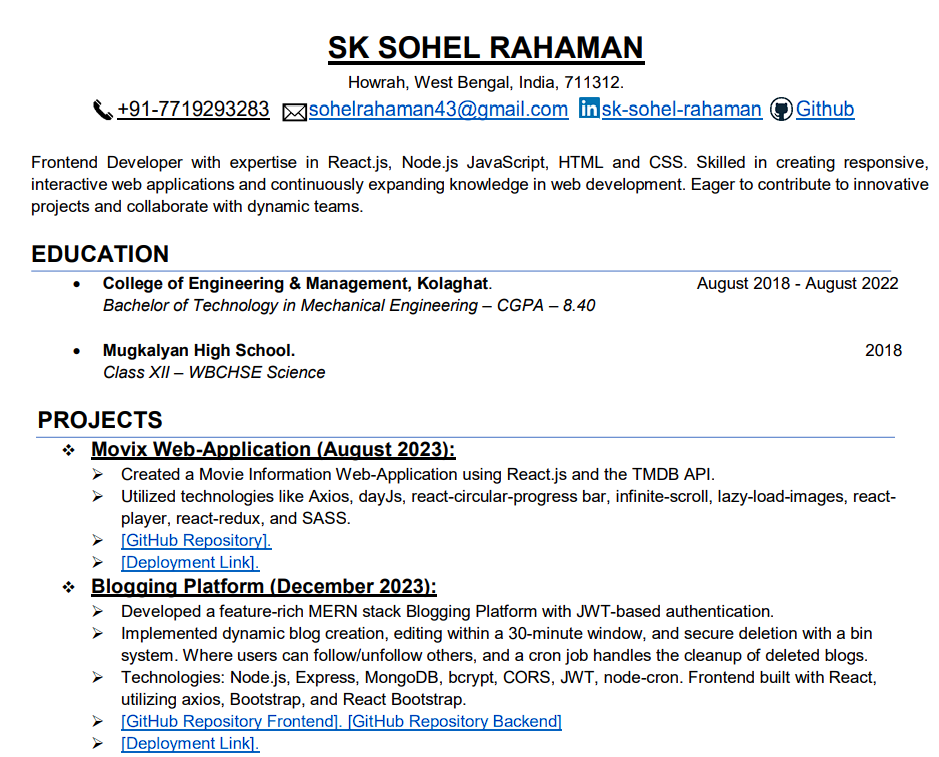 SK SOHEL RAHAMAN
Howrah, West Bengal, India, 711312.
+91-7719293283 sohelrahaman43@gmail.com in sk-sohel-rahaman Github
Frontend Developer with expertise in React.js, Node.js JavaScript, HTML and CSS. Skilled in creating responsive,
interactive web applications and continuously expanding knowledge in web development. Eager to contribute to innovative
projects and collaborate with dynamic teams.
EDUCATION
• College of Engineering & Management, Kolaghat. August 2018 - August 2022
Bachelor of Technology in Mechanical Engineering – CGPA – 8.40
• Mugkalyan High School. 2018
Class XII – WBCHSE Science
PROJECTS
❖ Movix Web-Application (August 2023):
➢ Created a Movie Information Web-Application using React.js and the TMDB API.
➢ Utilized technologies like Axios, dayJs, react-circular-progress bar, infinite-scroll, lazy-load-images, react-
player, react-redux, and SASS.
➢ [GitHub Repository].
➢ [Deployment Link].
❖ Blogging Platform (December 2023):
➢ Developed a feature-rich MERN stack Blogging Platform with JWT-based authentication.
➢ Implemented dynamic blog creation, editing within a 30-minute window, and secure deletion with a bin
system. Where users can follow/unfollow others, and a cron job handles the cleanup of deleted blogs.
➢ Technologies: Node.js, Express, MongoDB, bcrypt, CORS, JWT, node-cron. Frontend built with React,
utilizing axios, Bootstrap, and React Bootstrap.
➢ [GitHub Repository Frontend]. [GitHub Repository Backend]
➢ [Deployment Link].